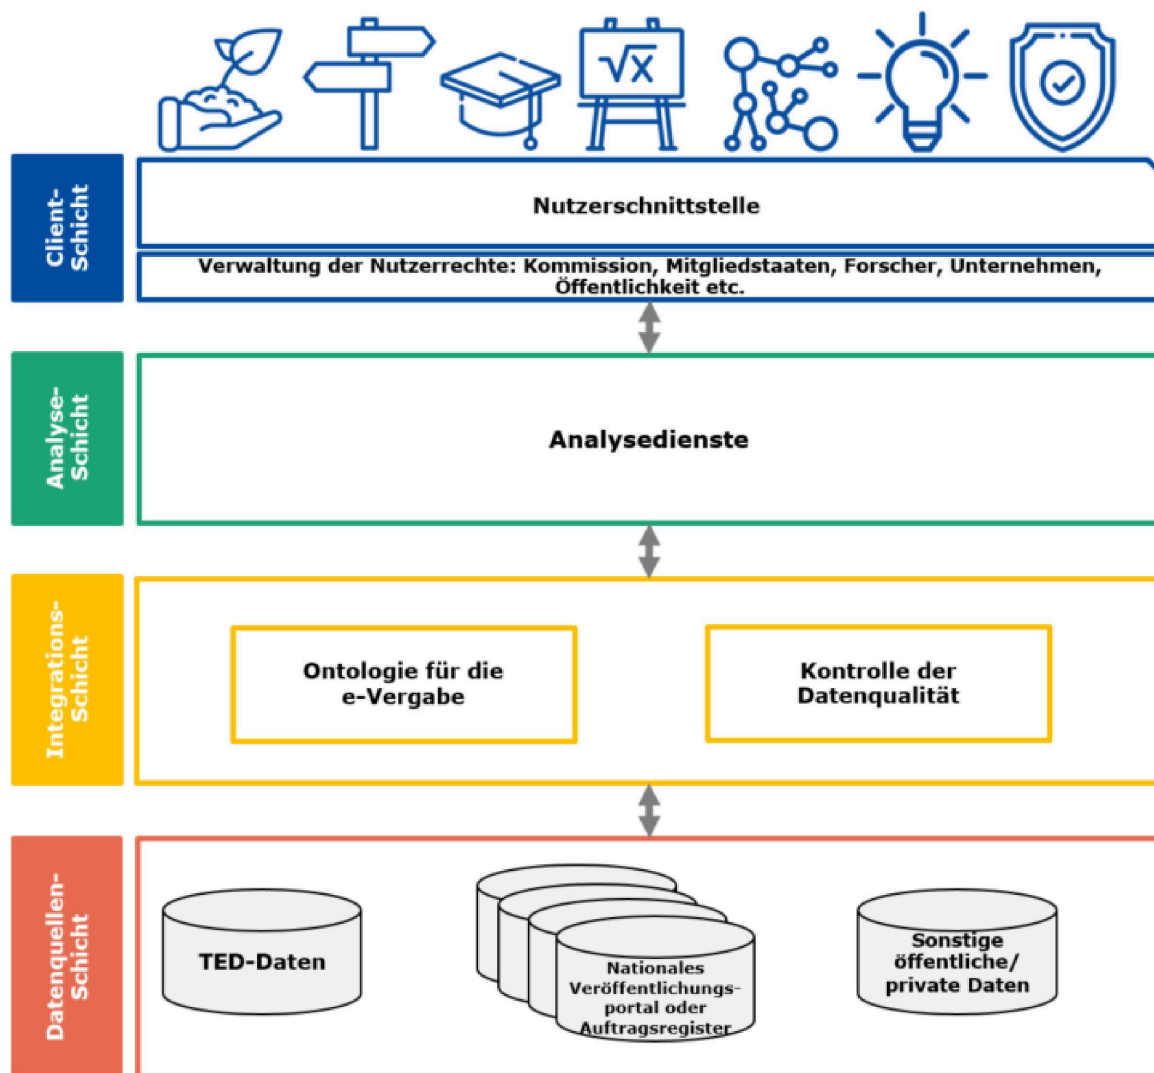 √x
Client-
Schicht
Nutzerschnittstelle
Verwaltung der Nutzerrechte: Kommission, Mitgliedstaaten, Forscher, Unternehmen,
Öffentlichkeit etc.
Analyse-
Schicht
Analysedienste
Integrations-
Schicht
Ontologie für die
e-Vergabe
Kontrolle der
Datenqualität
Datenquellen-
Schicht
TED-Daten
Nationales
Veröffentlichungs-
portal oder
Auftragsregister
Sonstige
öffentliche/
private Daten